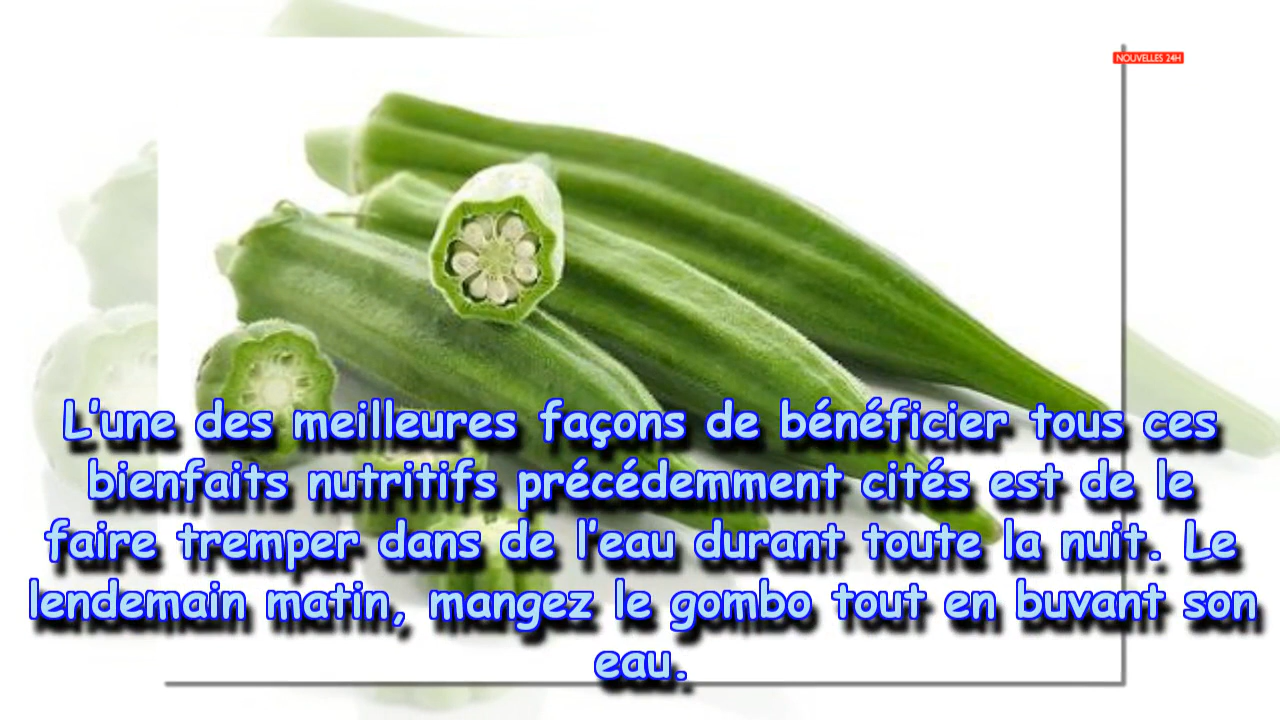 NOUVELLES 24H
L'une des meilleures façons de bénéficier tous ces
bienfaits nutritifs précédemment cités est de le
faire tremper dans de l'eau durant toute la nuit. Le
lendemain matin, mangez le gombo tout en buvant son
eau.